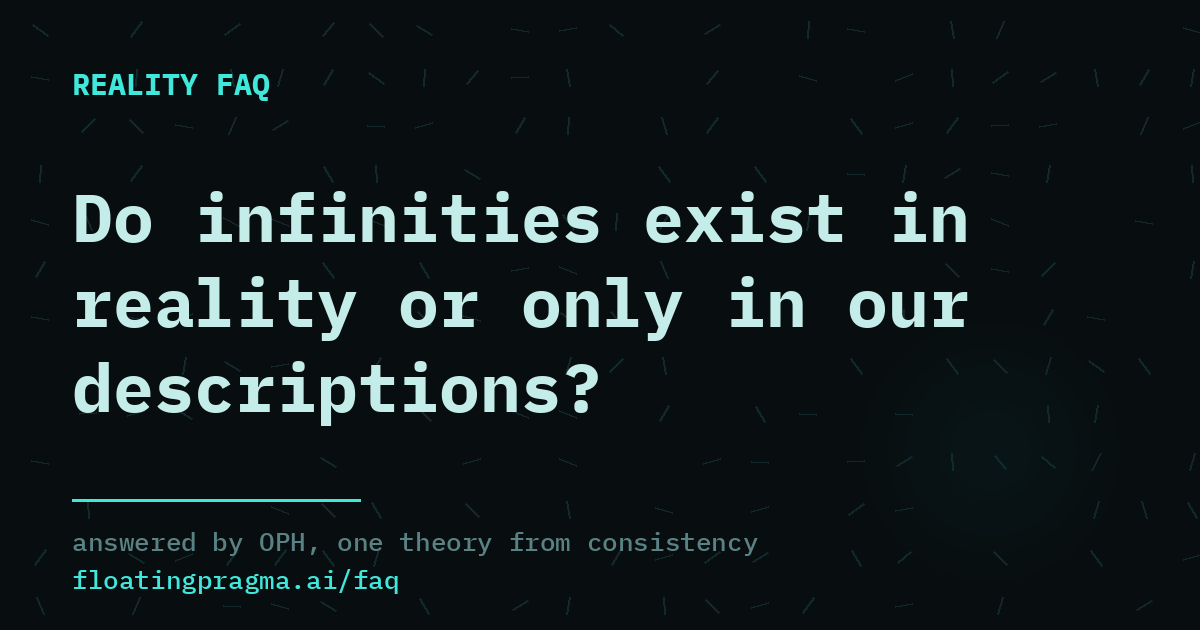 REALITY FAQ
Do infinities exist in
reality or only in our
descriptions?
answered by OPH, one theory from consistency
floatingpragma.ai/faq